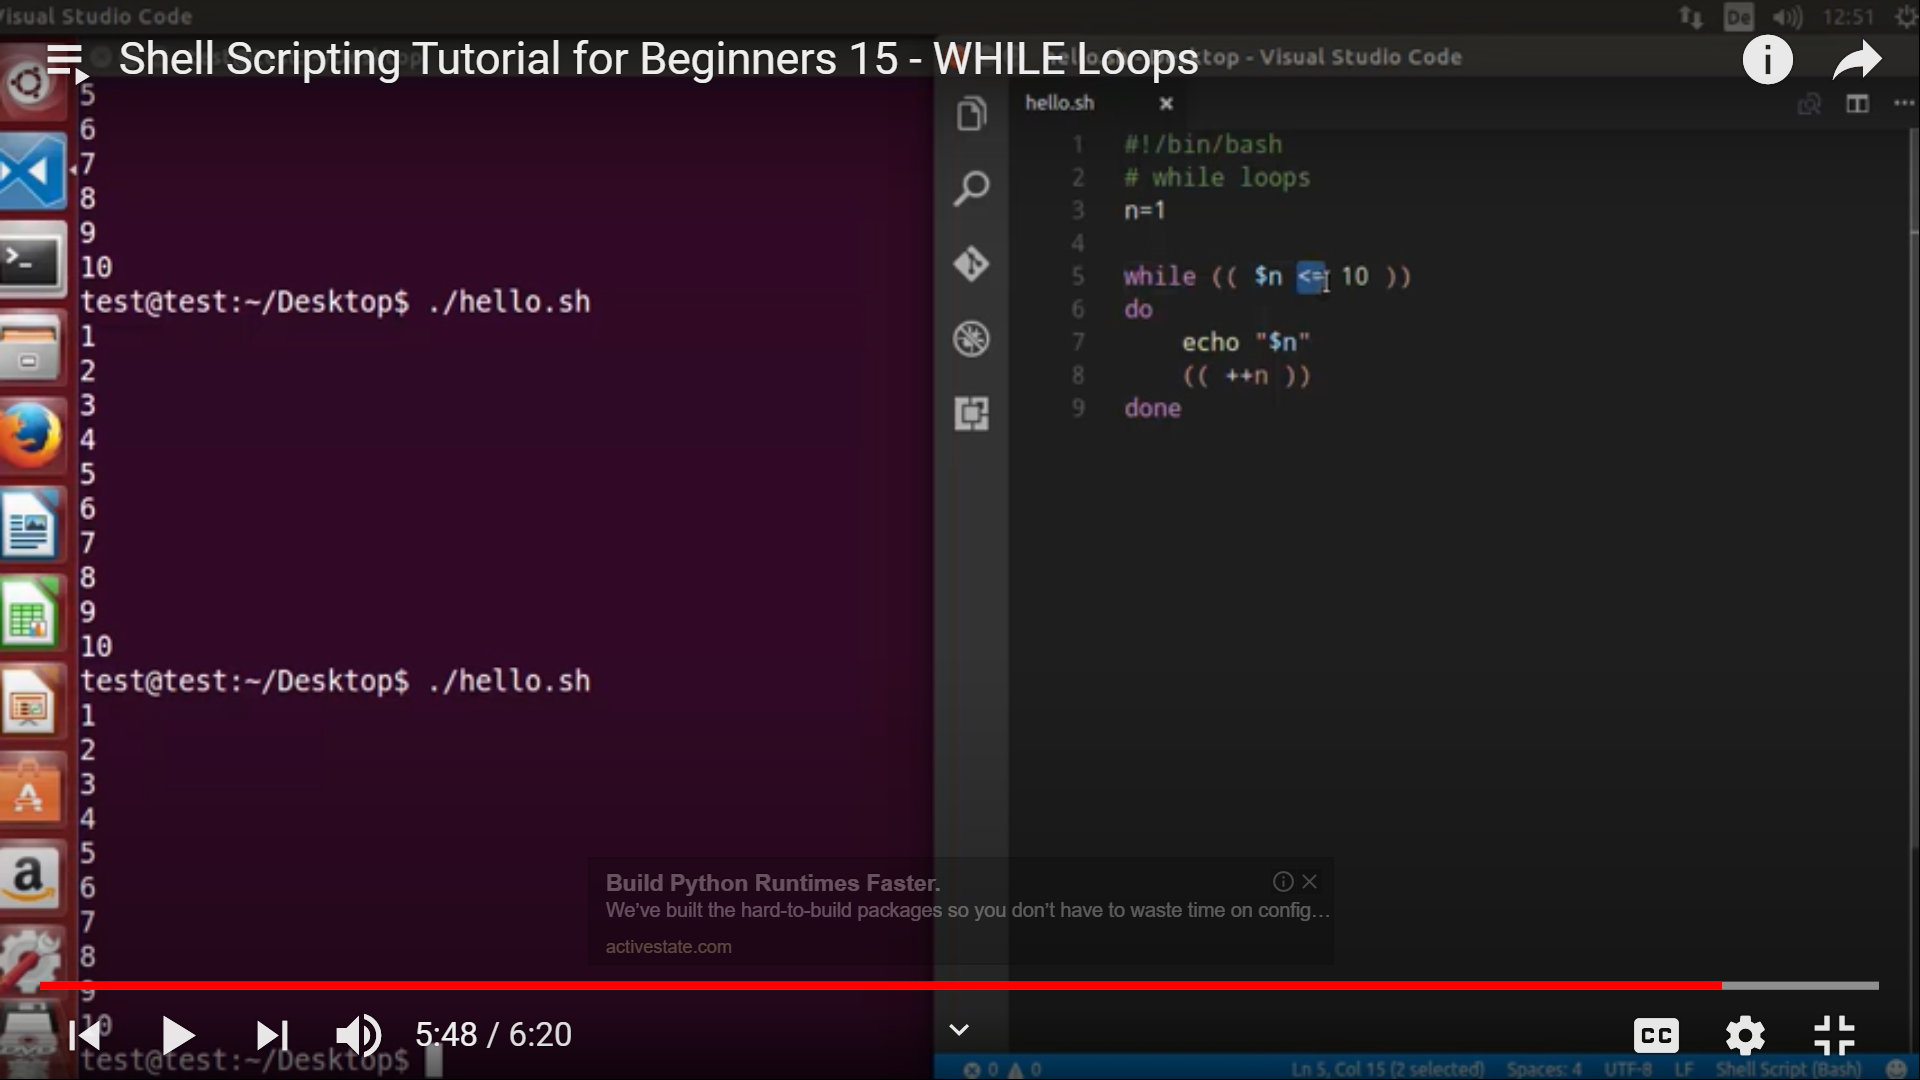 Visual Studio Code
De
12:51
Shell Scripting Tutorial for Beginners 15 - WHILE Loops
top - Visual Studio Code
5
6
7
8
9
10
test@test:~/Desktop$ ./hello.sh
1
2
3
4
5
6
7
8
9
10
test@test:~/Desktop$ ./hello.sh
1
2
3
4
5
6
7
8
9
10
test@test:~/Desktop$
hello.sh
1 #!/bin/bash
2 # while loops
3 n=1
4
5 while (( $n <= 10 ))
6 do
7 echo "$n"
8 (( ++n ))
9 done
Build Python Runtimes Faster.
We've built the hard-to-build packages so you don't have to waste time on config...
activestate.com
5:48 / 6:20
CC
0 0
Ln 5, Col 15 (2 selected) Spaces: 4 UTF-8 LF Shell Script (Bash)